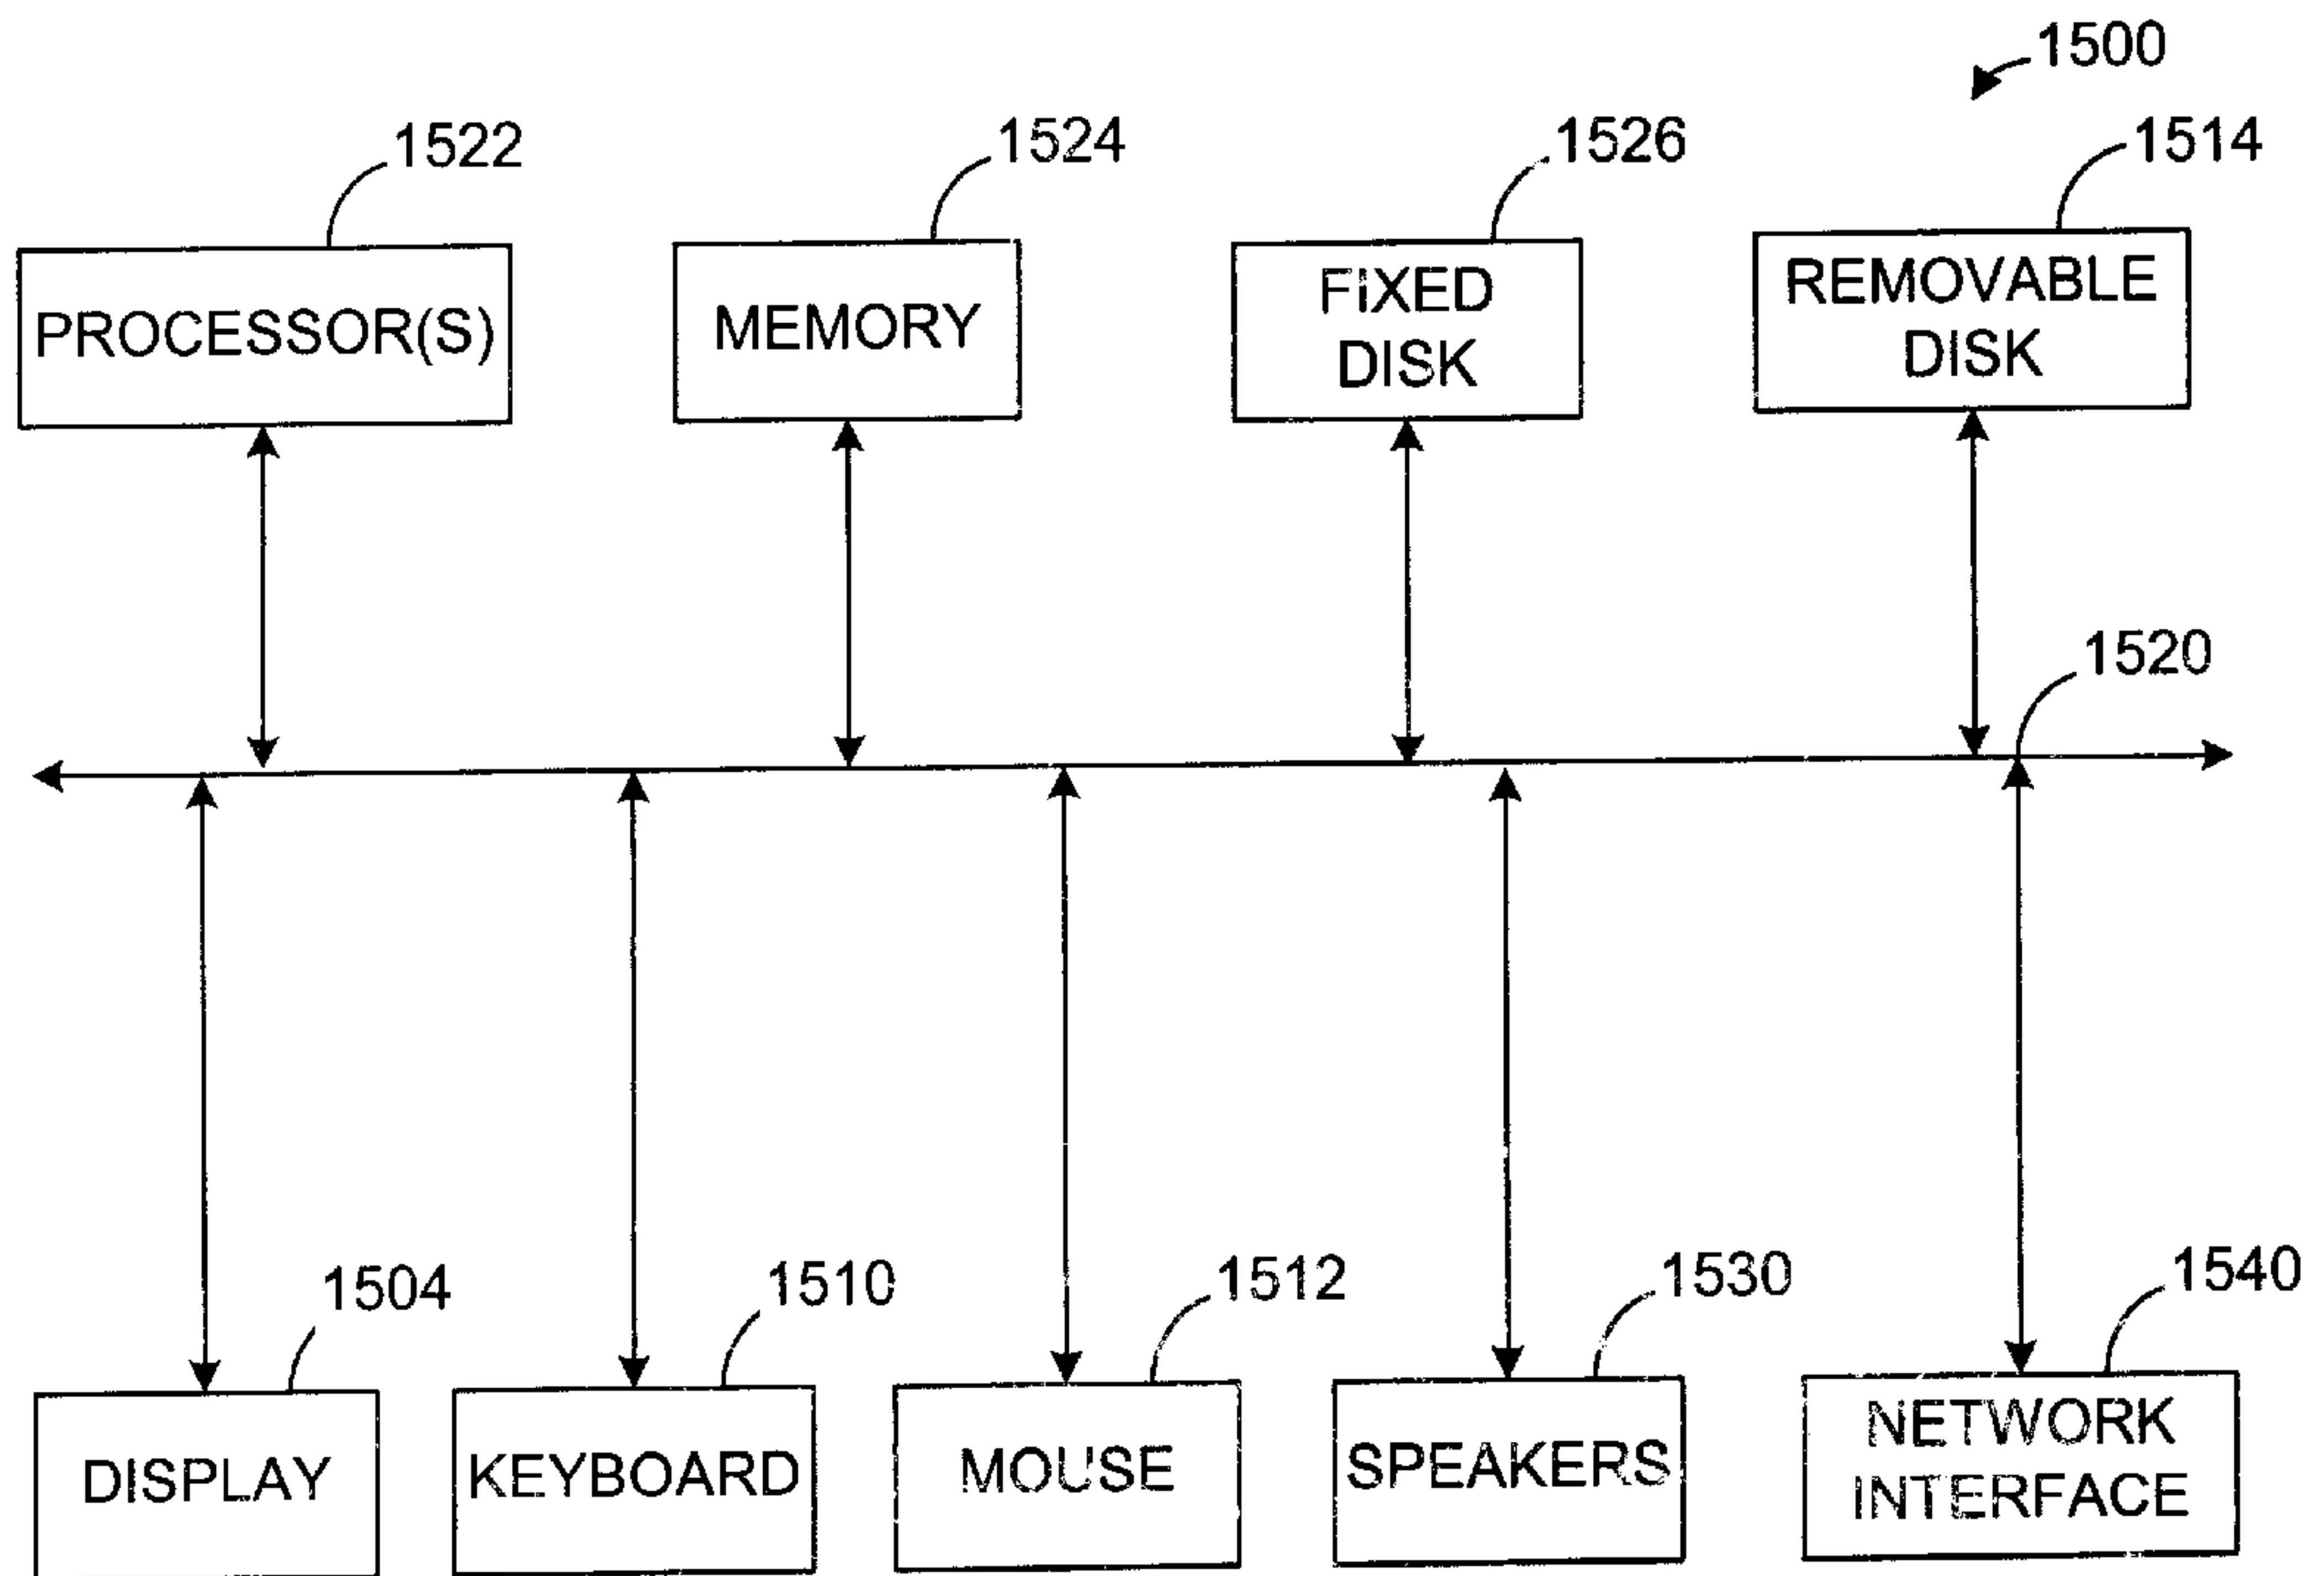 1500
1522
1524
1526
1514
PROCESSOR(S)
MEMORY
FIXED
DISK
REMOVABLE
DISK
1520
1504
1510
1512
1530
1540
DISPLAY
KEYBOARD
MOUSE
SPEAKERS
NETWORK
INTERFACE